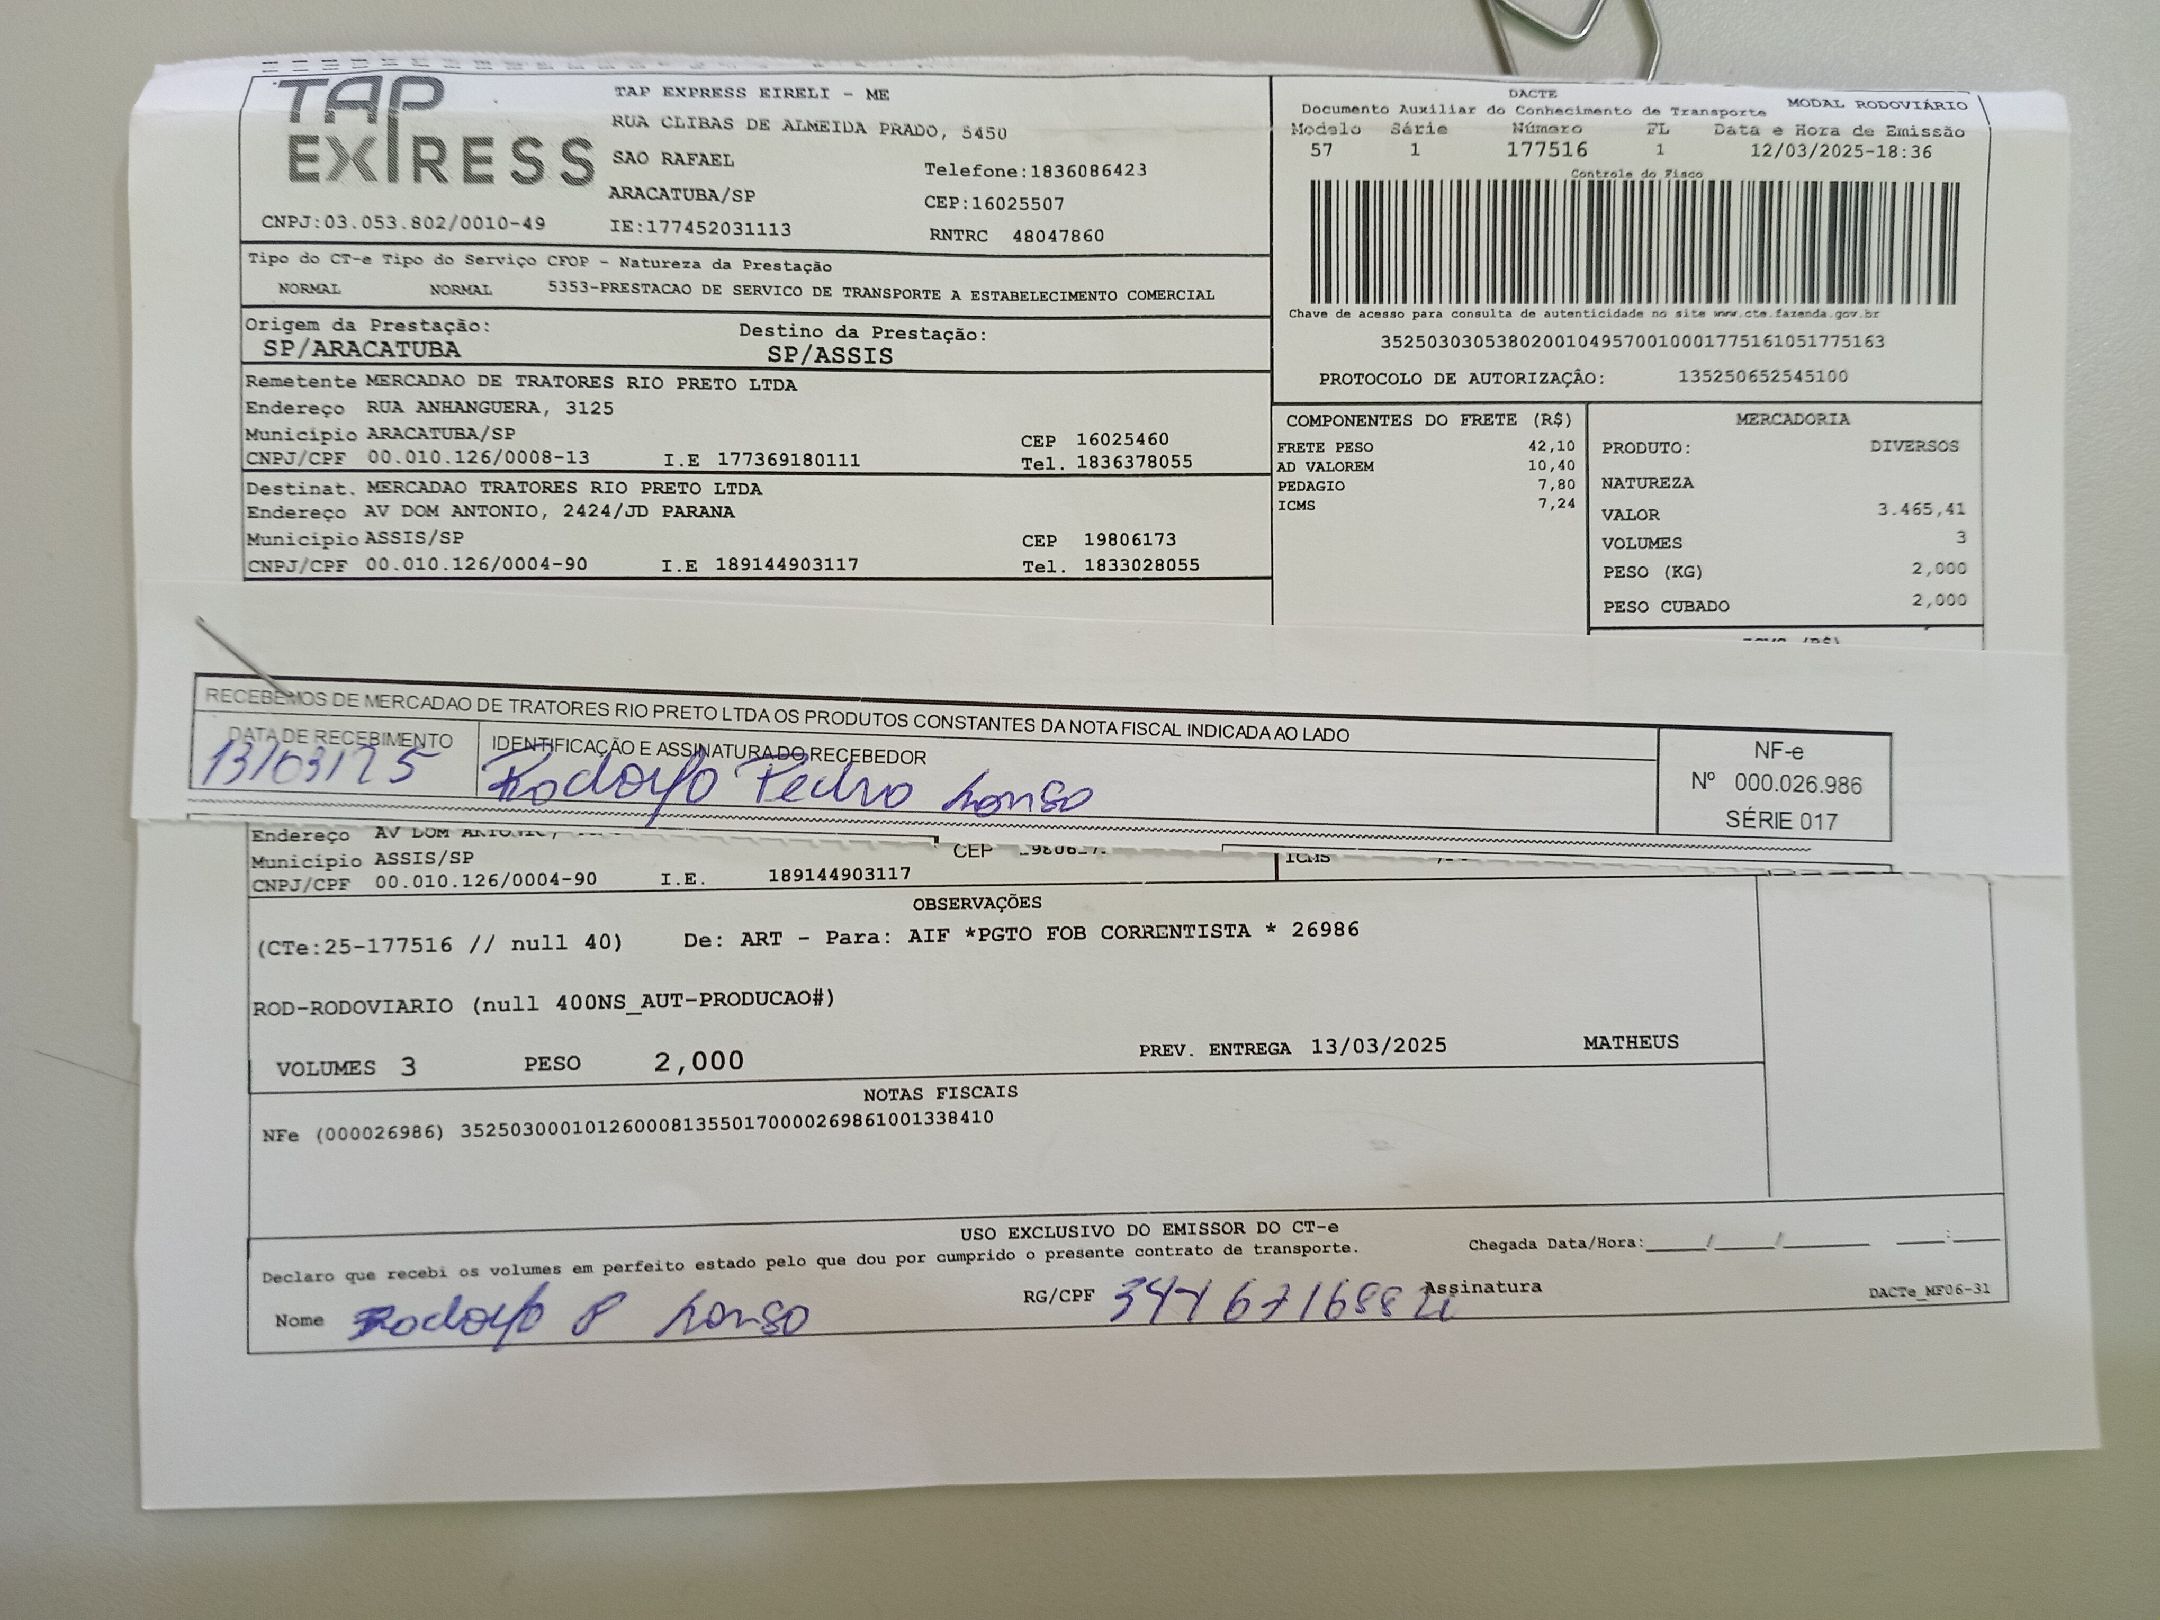 TAP
EXPRESS
TAP EXPRESS EIRELI - ME
RUA CLIBAS DE ALMEIDA PRADO, 5450
SAO RAFAEL
Telefone:1836086423
ARACATUBA/SP
CEP:16025507
CNPJ:03.053.802/0010-49
IE:177452031113
RNTRC 48047860
DACTE
Documento Auxiliar do Conhecimento de Transporte
MODAL RODOVIÁRIO
Modelo Série Número FL Data e Hora de Emissão
57 1 177516 1 12/03/2025-18:36
Controle do Fisco
Chave de acesso para consulta de autenticidade no site www.cte.fazenda.gov.br
35250303053802001049570010001775161051775163
PROTOCOLO DE AUTORIZAÇÂO: 135250652545100
Tipo do CT-e Tipo do Serviço CFOP - Natureza da Prestação
NORMAL NORMAL 5353-PRESTACAO DE SERVICO DE TRANSPORTE A ESTABELECIMENTO COMERCIAL
Origem da Prestação: Destino da Prestação:
SP/ARACATUBA SP/ASSIS
Remetente MERCADAO DE TRATORES RIO PRETO LTDA
Endereço RUA ANHANGUERA, 3125
Municipio ARACATUBA/SP CEP 16025460
CNPJ/CPF 00.010.126/0008-13 I.E 177369180111 Tel. 1836378055
Destinat. MERCADAO TRATORES RIO PRETO LTDA
Endereço AV DOM ANTONIO, 2424/JD PARANA
Municipio ASSIS/SP CEP 19806173
CNPJ/CPF 00.010.126/0004-90 I.E 189144903117 Tel. 1833028055
COMPONENTES DO FRETE (R$)
FRETE PESO 42,10
AD VALOREM 10,40
PEDAGIO 7,80
ICMS 7,24
MERCADORIA
PRODUTO: DIVERSOS
NATUREZA
VALOR 3.465,41
VOLUMES 3
PESO (KG) 2,000
PESO CUBADO 2,000
RECEBEMOS DE MERCADAO DE TRATORES RIO PRETO LTDA OS PRODUTOS CONSTANTES DA NOTA FISCAL INDICADA AO LADO
DATA DE RECEBIMENTO IDENTIFICAÇÃO E ASSINATURA DO RECEBEDOR
13/03/25 Rodolfo Pedro Lonso
NF-e
Nº 000.026.986
SÉRIE 017
Endereço AV DOM
Municipio ASSIS/SP CEP
CNPJ/CPF 00.010.126/0004-90 I.E. 189144903117
ICMS
OBSERVAÇÕES
(CTe:25-177516 // null 40) De: ART - Para: AIF *PGTO FOB CORRENTISTA * 26986
ROD-RODOVIARIO (null 400NS_AUT-PRODUCAO#)
VOLUMES 3 PESO 2,000 PREV. ENTREGA 13/03/2025 MATHEUS
NOTAS FISCAIS
NFe (000026986) 35250300010126000813550170000269861001338410
USO EXCLUSIVO DO EMISSOR DO CT-e
Declaro que recebi os volumes em perfeito estado pelo que dou por cumprido o presente contrato de transporte.
Chegada Data/Hora:____/____/______ ___:___
Nome Rodolfo P Lonso RG/CPF Assinatura
DACTe_MF06-31